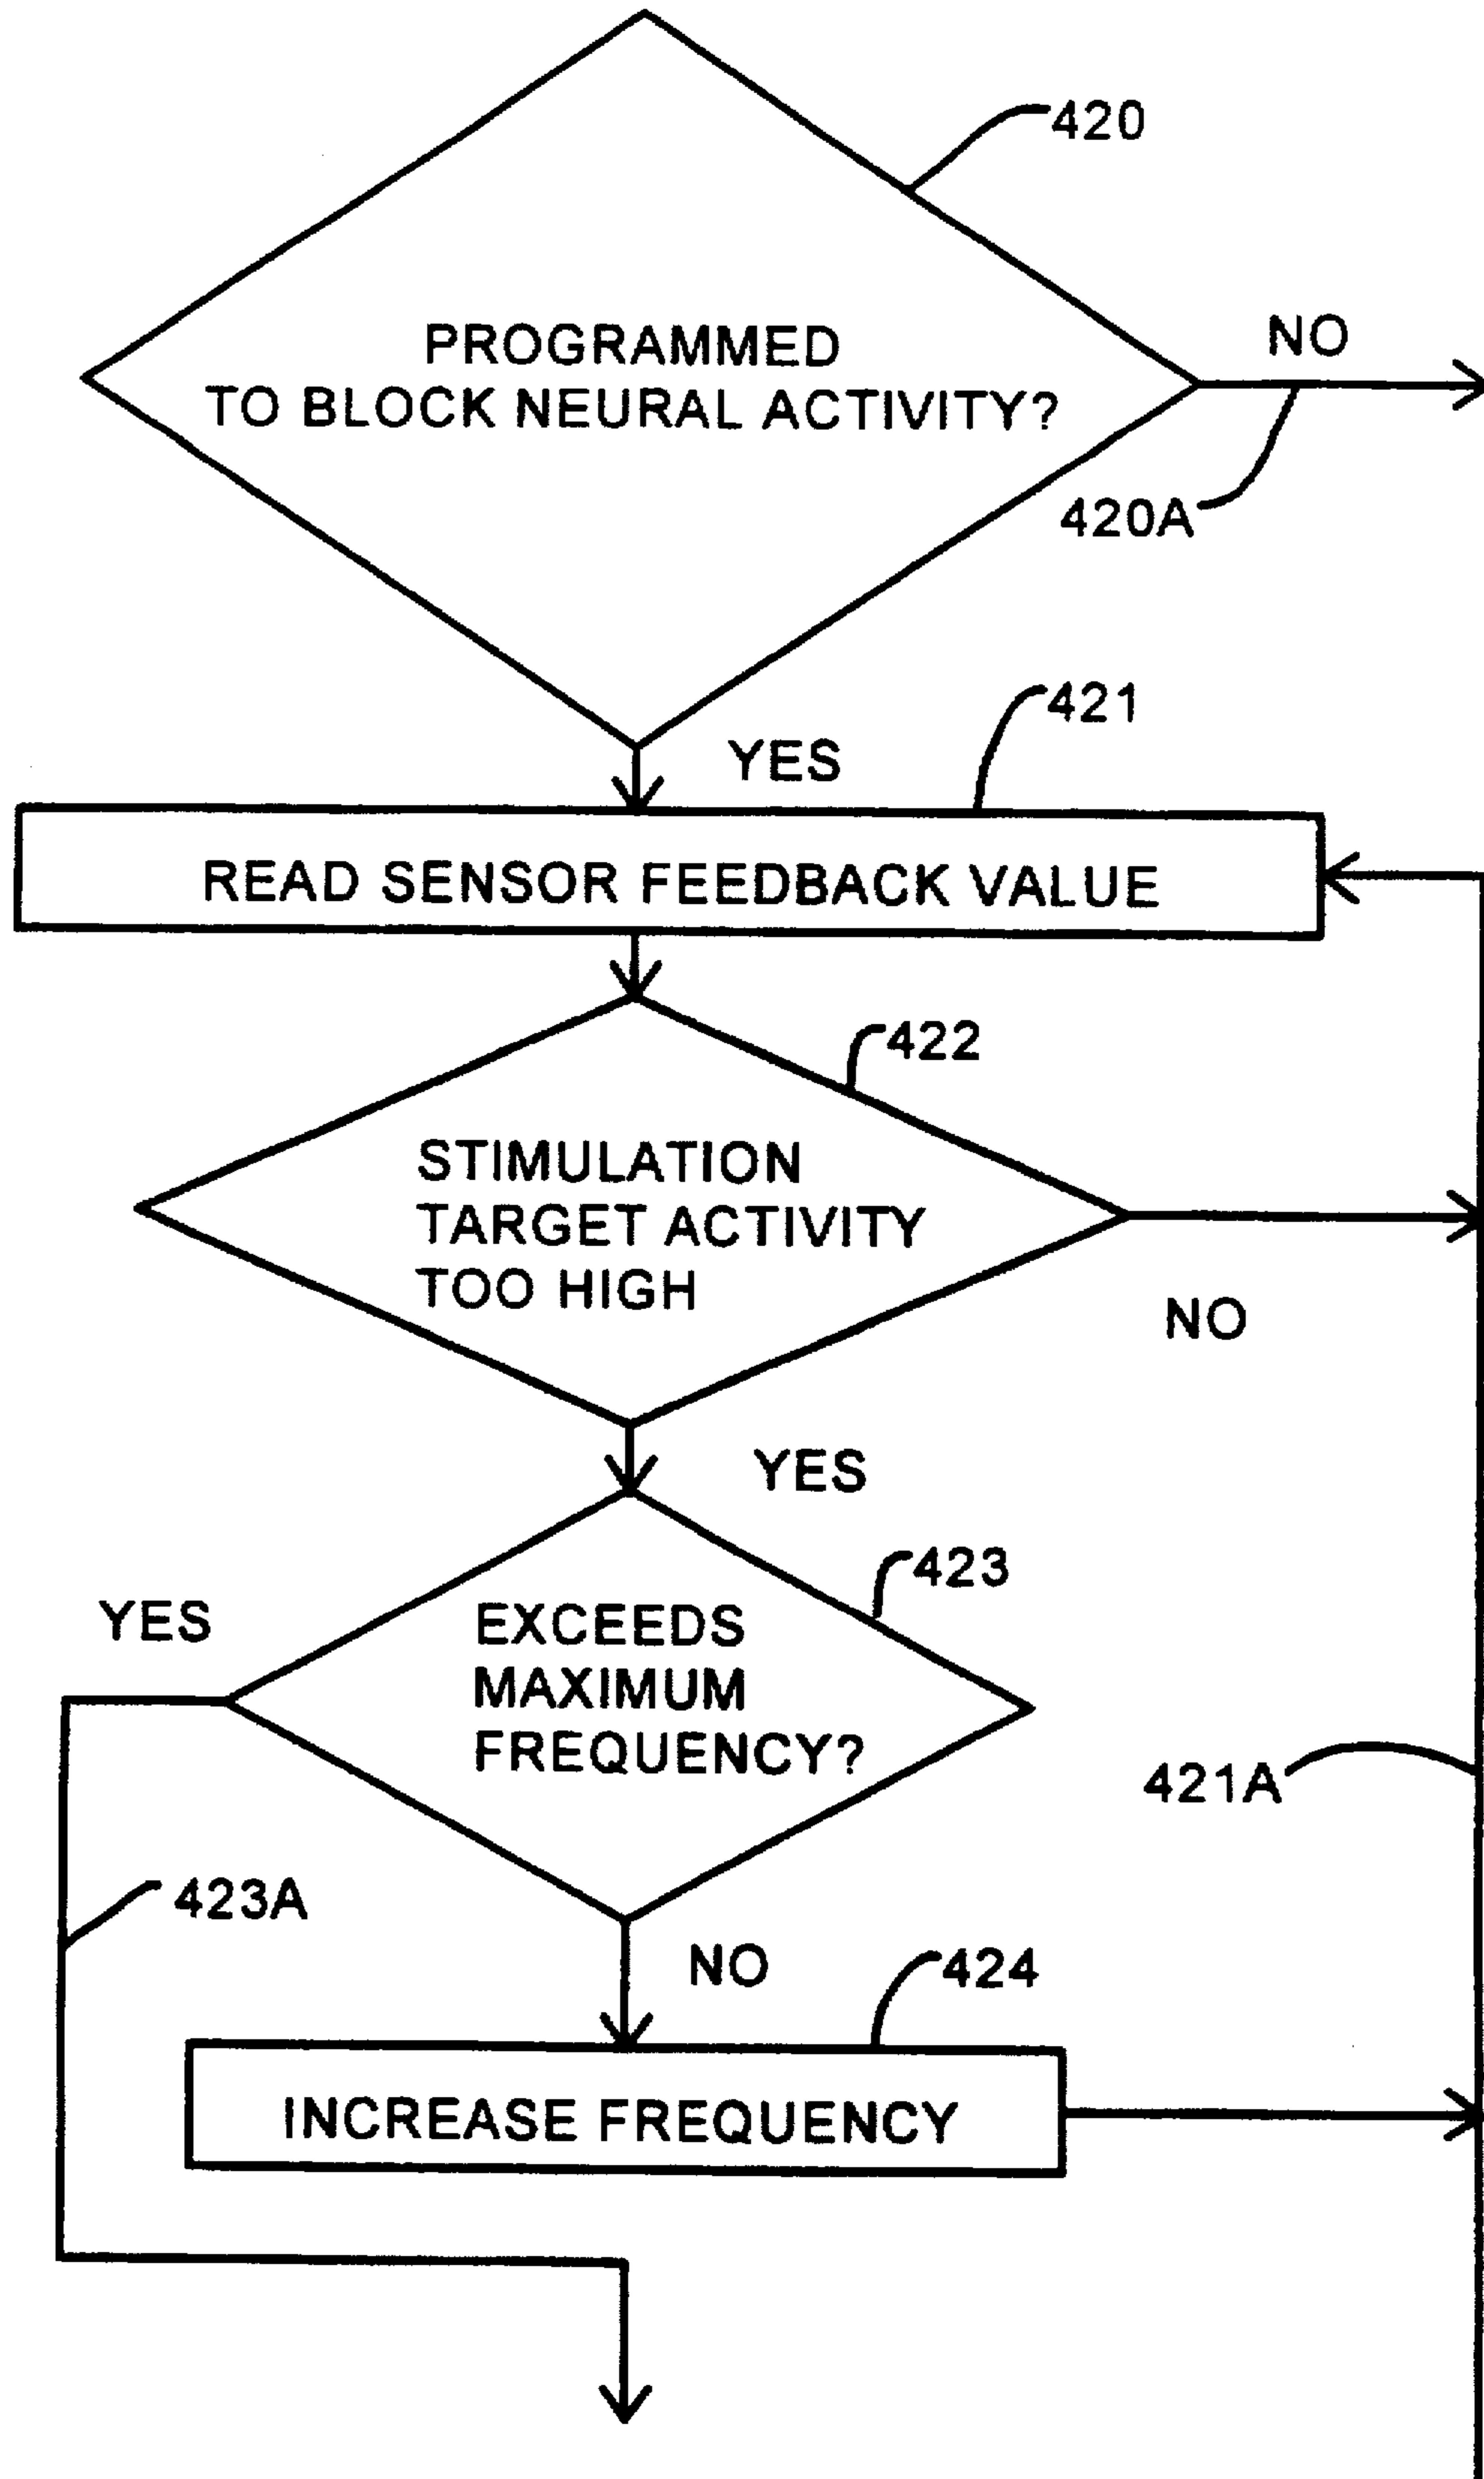 420
PROGRAMMED
TO BLOCK NEURAL ACTIVITY?
NO
420A
421
YES
READ SENSOR FEEDBACK VALUE
422
STIMULATION
TARGET ACTIVITY
TOO HIGH
NO
YES
423
YES
EXCEEDS
MAXIMUM
FREQUENCY?
421A
423A
NO
424
INCREASE FREQUENCY